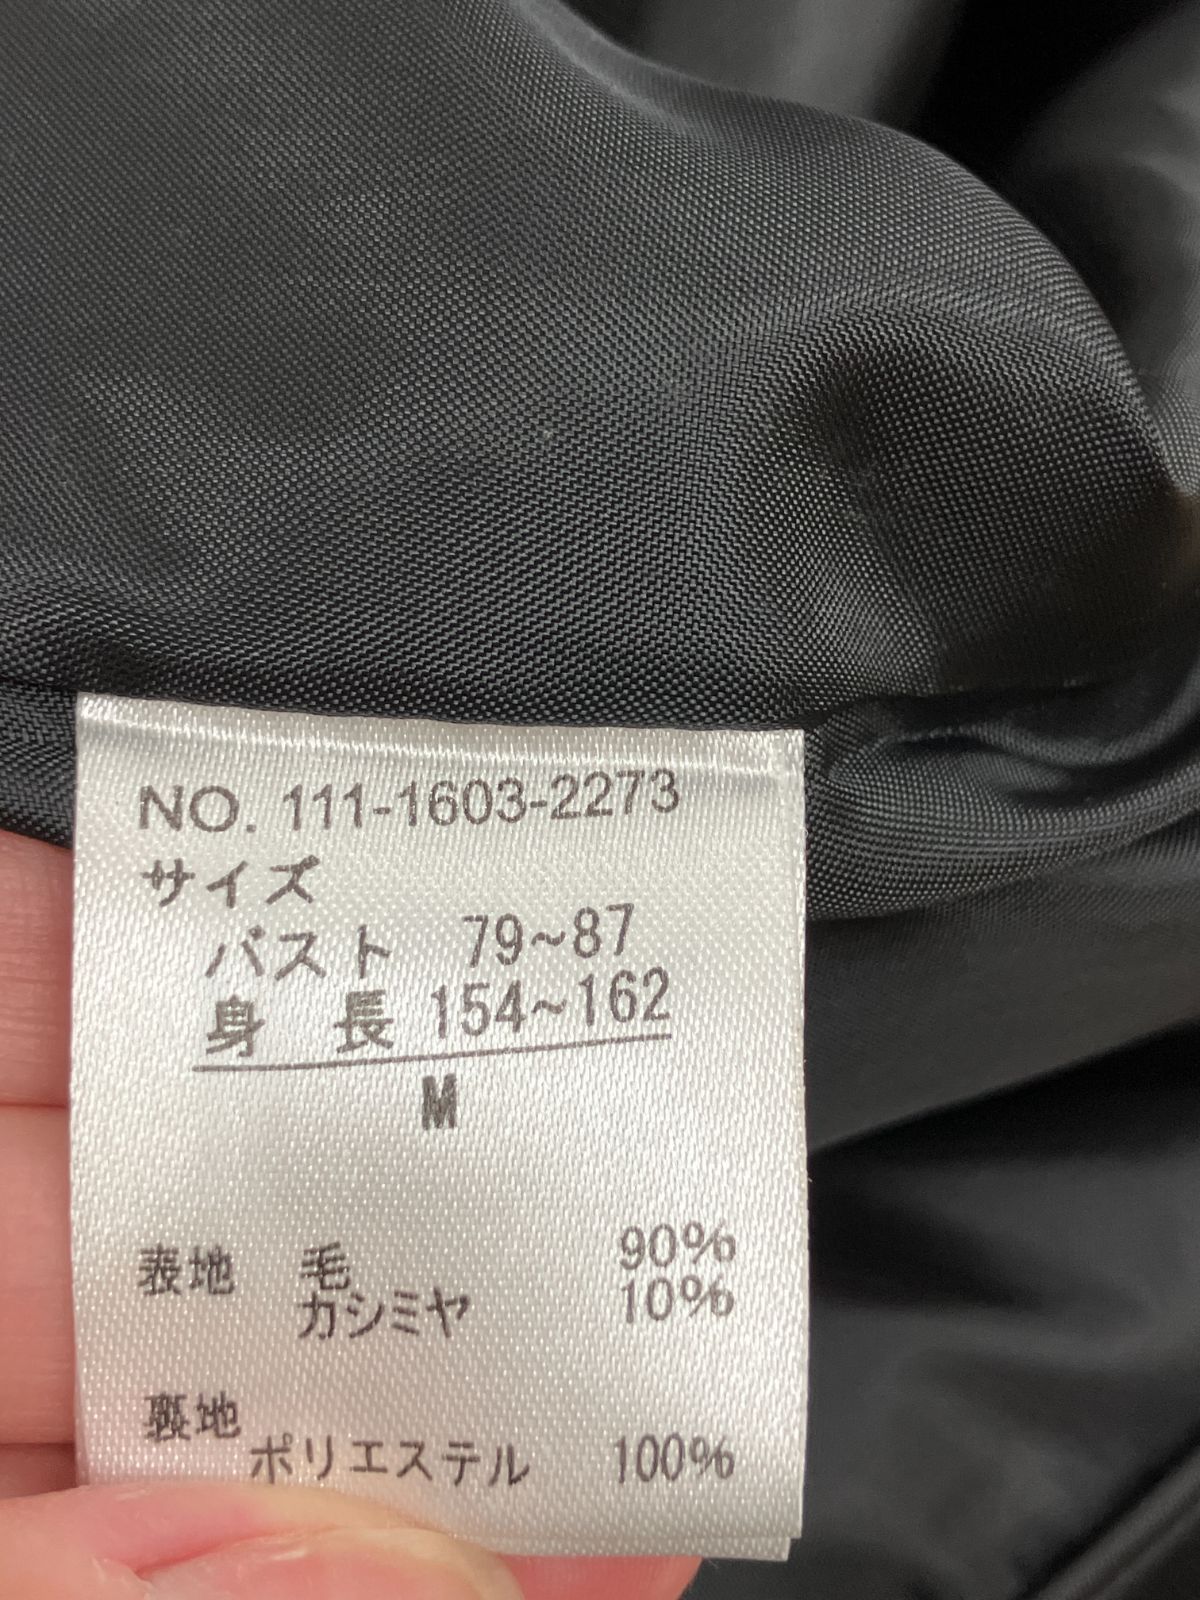 NO. 111-1603-2273
サイズ
バスト 79~87
身 長 154~162
M
表地 毛 90%
カシミヤ 10%
裏地
ポリエステル 100%